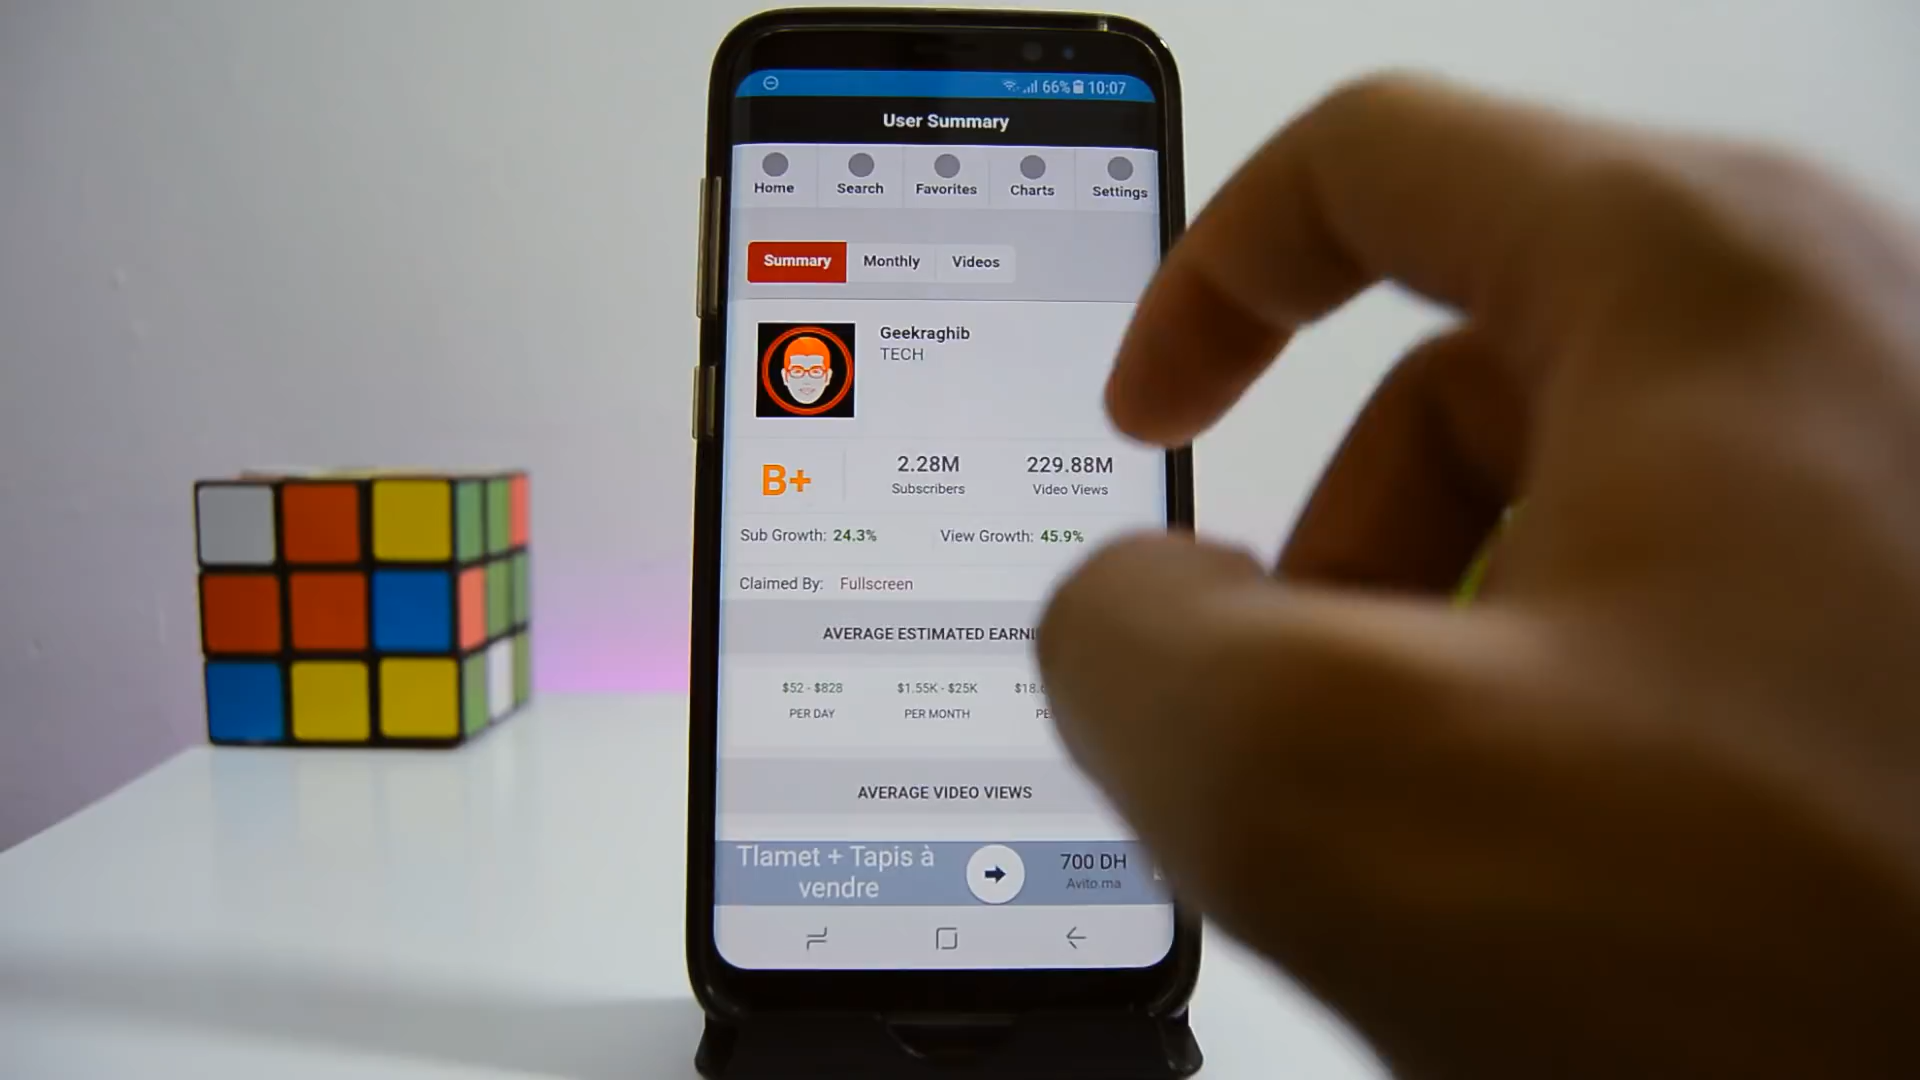 66% 10:07
User Summary
Home Search Favorites Charts Settings
Summary Monthly Videos
Geekraghib
TECH
B+
2.28M 229.88M
Subscribers Video Views
Sub Growth: 24.3% View Growth: 45.9%
Claimed By: Fullscreen
AVERAGE ESTIMATED
$52 - $828 $1.55K - $25K
PER DAY PER MONTH
AVERAGE VIDEO VIEWS
Tlamet + Tapis à
vendre
700 DH
Avito.ma